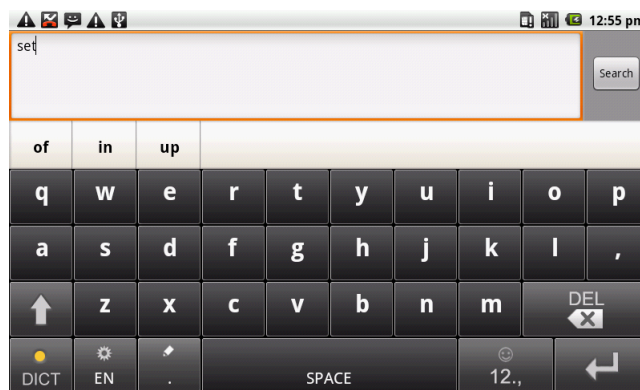 12:55 pm
set
Search
of in up
q w e r t y u i o p
a s d f g h j k l ,
z x c v b n m DEL
DICT EN . SPACE 12.,